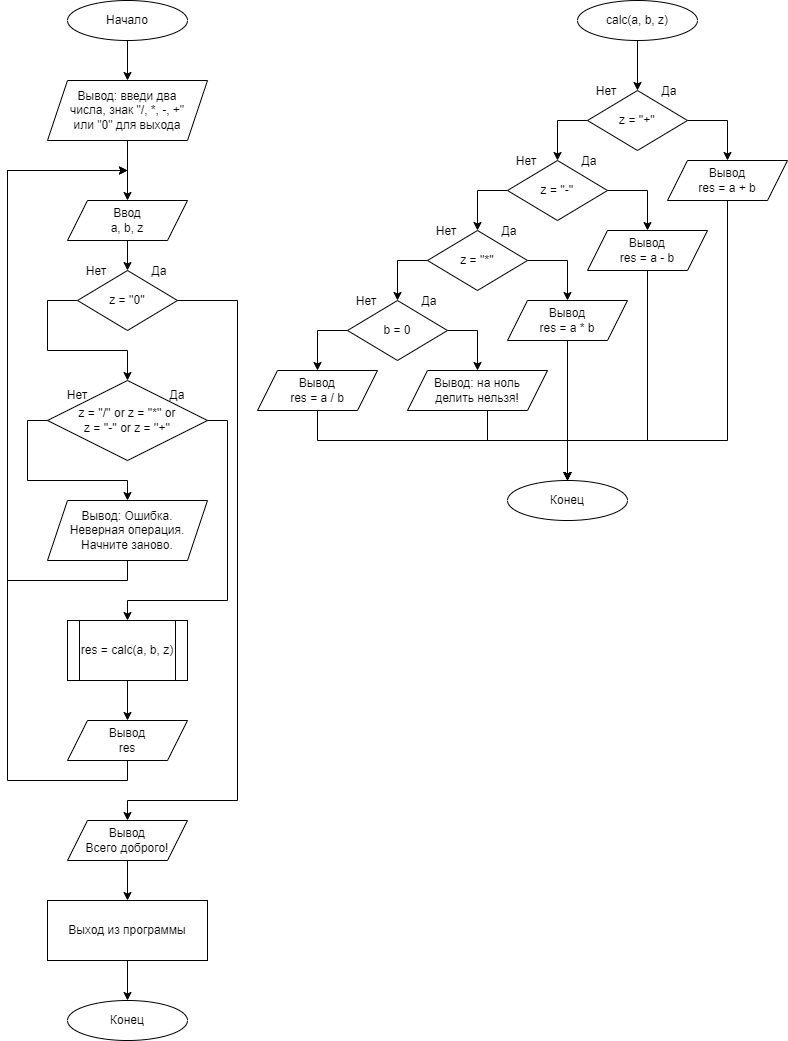 Начало
Вывод: введи два
числа, знак "/, *, -, +"
или "0" для выхода
Ввод
a, b, z
Нет
Да
z = "0"
Нет
Да
z = "/" or z = "*" or
z = "-" or z = "+"
Вывод: Ошибка.
Неверная операция.
Начните заново.
res = calc(a, b, z)
Вывод
res
Вывод
Всего доброго!
Выход из программы
Конец
calc(a, b, z)
Нет
Да
z = "+"
Вывод
res = a + b
Нет
Да
z = "-"
Вывод
res = a - b
Нет
Да
z = "*"
Вывод
res = a * b
Нет
Да
b = 0
Вывод
res = a / b
Вывод: на ноль
делить нельзя!
Конец